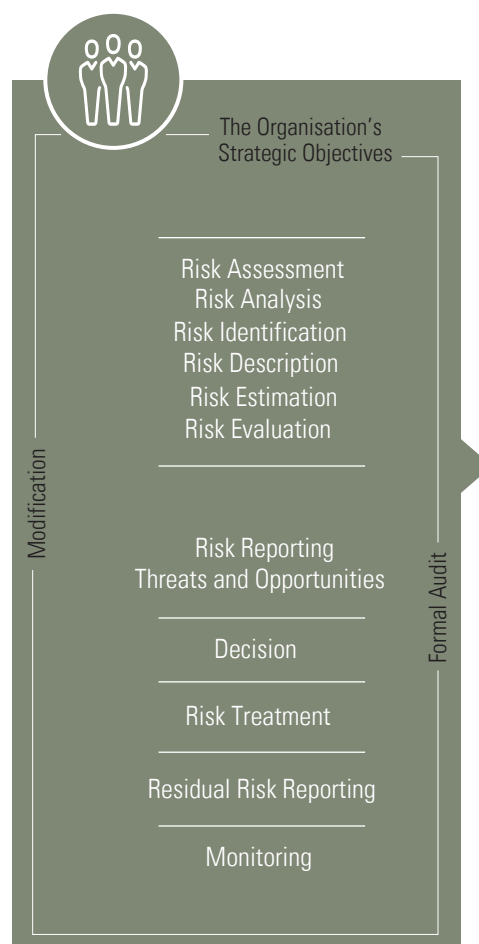 The Organisation's
Strategic Objectives
Risk Assessment
Risk Analysis
Risk Identification
Risk Description
Risk Estimation
Risk Evaluation
Modification
Risk Reporting
Threats and Opportunities
Formal Audit
Decision
Risk Treatment
Residual Risk Reporting
Monitoring